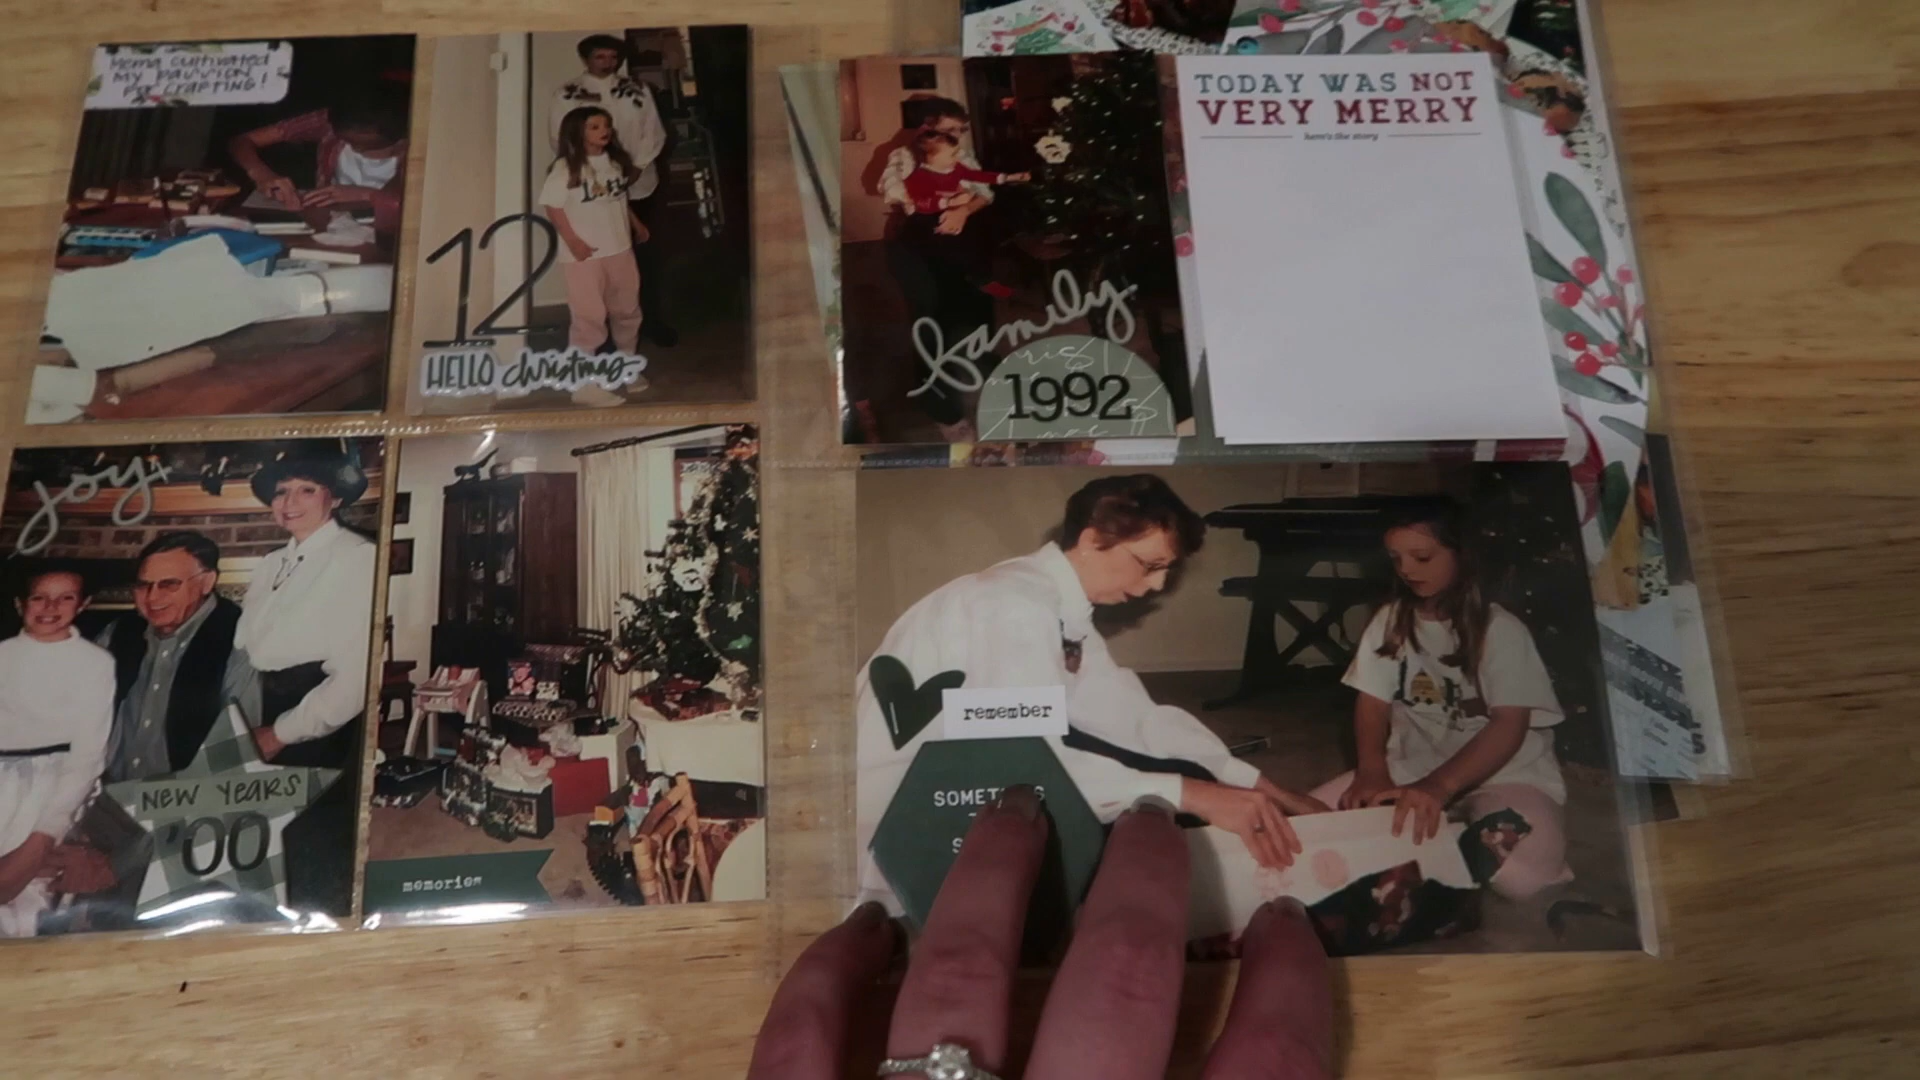 Mema cultivated
my passion
for crafting!
12
HELLO christmas.
joy
NEW YEARS
'00
memories
family
1992
TODAY WAS NOT
VERY MERRY
here's the story
remember